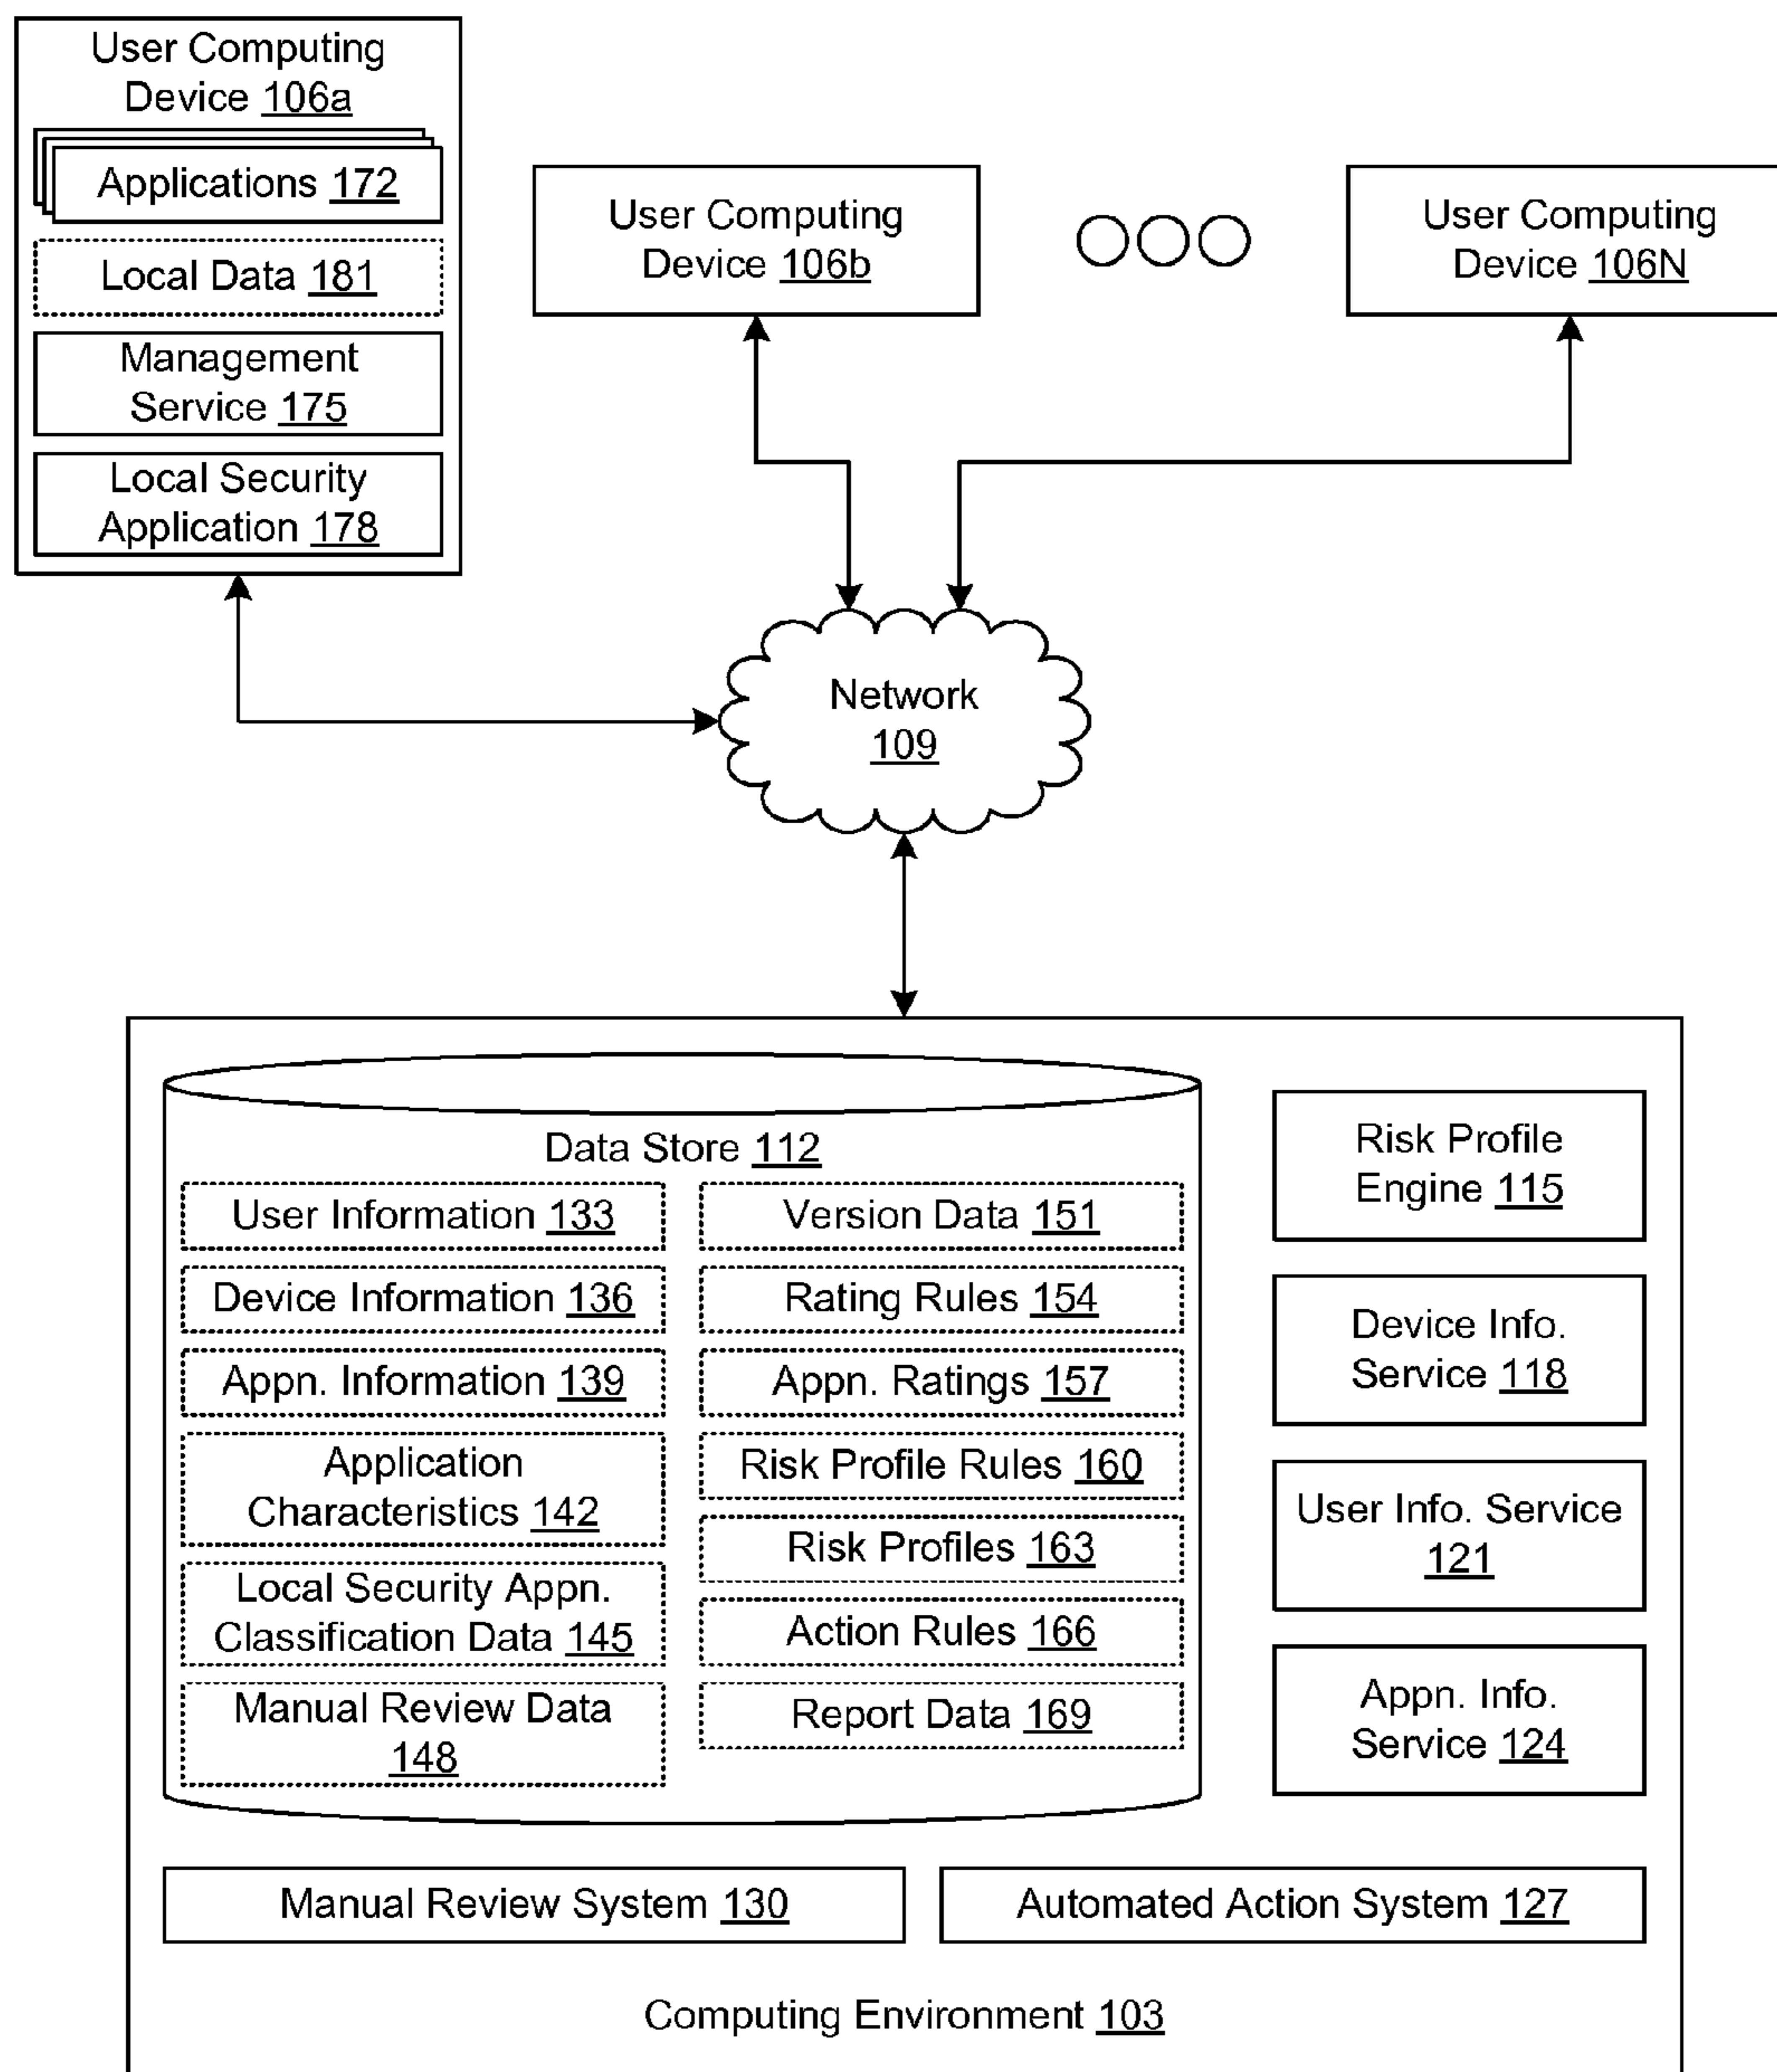 User Computing
Device 106a
Applications 172
Local Data 181
Management
Service 175
Local Security
Application 178
User Computing
Device 106b
User Computing
Device 106N
Network
109
Data Store 112
User Information 133
Device Information 136
Appn. Information 139
Application
Characteristics 142
Local Security Appn.
Classification Data 145
Manual Review Data
148
Version Data 151
Rating Rules 154
Appn. Ratings 157
Risk Profile Rules 160
Risk Profiles 163
Action Rules 166
Report Data 169
Risk Profile
Engine 115
Device Info.
Service 118
User Info. Service
121
Appn. Info.
Service 124
Manual Review System 130
Automated Action System 127
Computing Environment 103